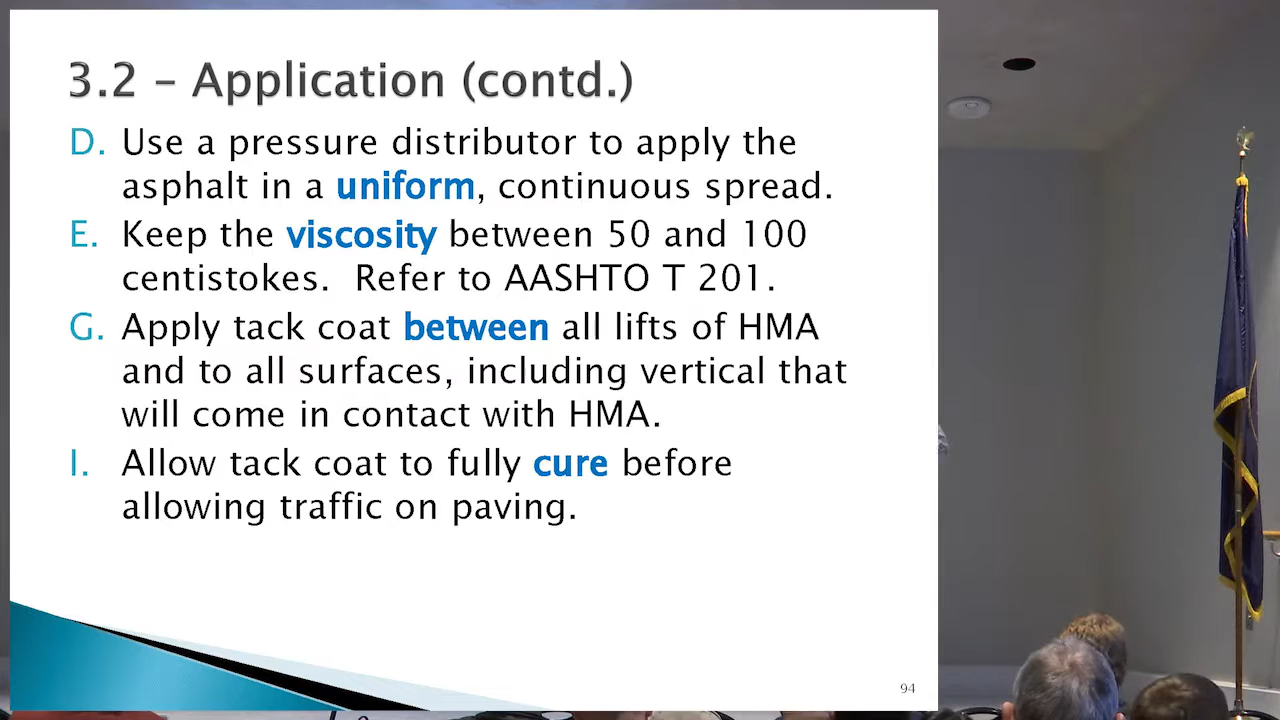 3.2 – Application (contd.)
D. Use a pressure distributor to apply the
asphalt in a uniform, continuous spread.
E. Keep the viscosity between 50 and 100
centistokes.  Refer to AASHTO T 201.
G. Apply tack coat between all lifts of HMA
and to all surfaces, including vertical that
will come in contact with HMA.
I. Allow tack coat to fully cure before
allowing traffic on paving.
94